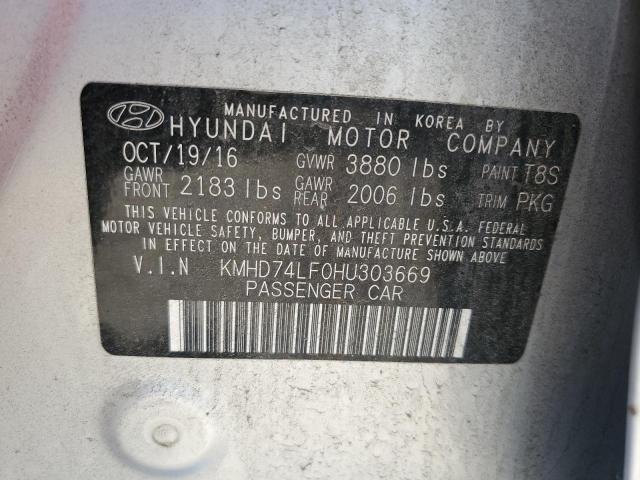 MANUFACTURED IN KOREA BY
HYUNDAI MOTOR COMPANY
OCT/19/16 GVWR 3880 lbs PAINT T8S
GAWR FRONT 2183 lbs GAWR REAR 2006 lbs TRIM PKG
THIS VEHICLE CONFORMS TO ALL APPLICABLE U.S.A. FEDERAL
MOTOR VEHICLE SAFETY, BUMPER, AND THEFT PREVENTION STANDARDS
IN EFFECT ON THE DATE OF MANUFACTURE SHOWN ABOVE.
V.I.N KMHD74LF0HU303669
PASSENGER CAR